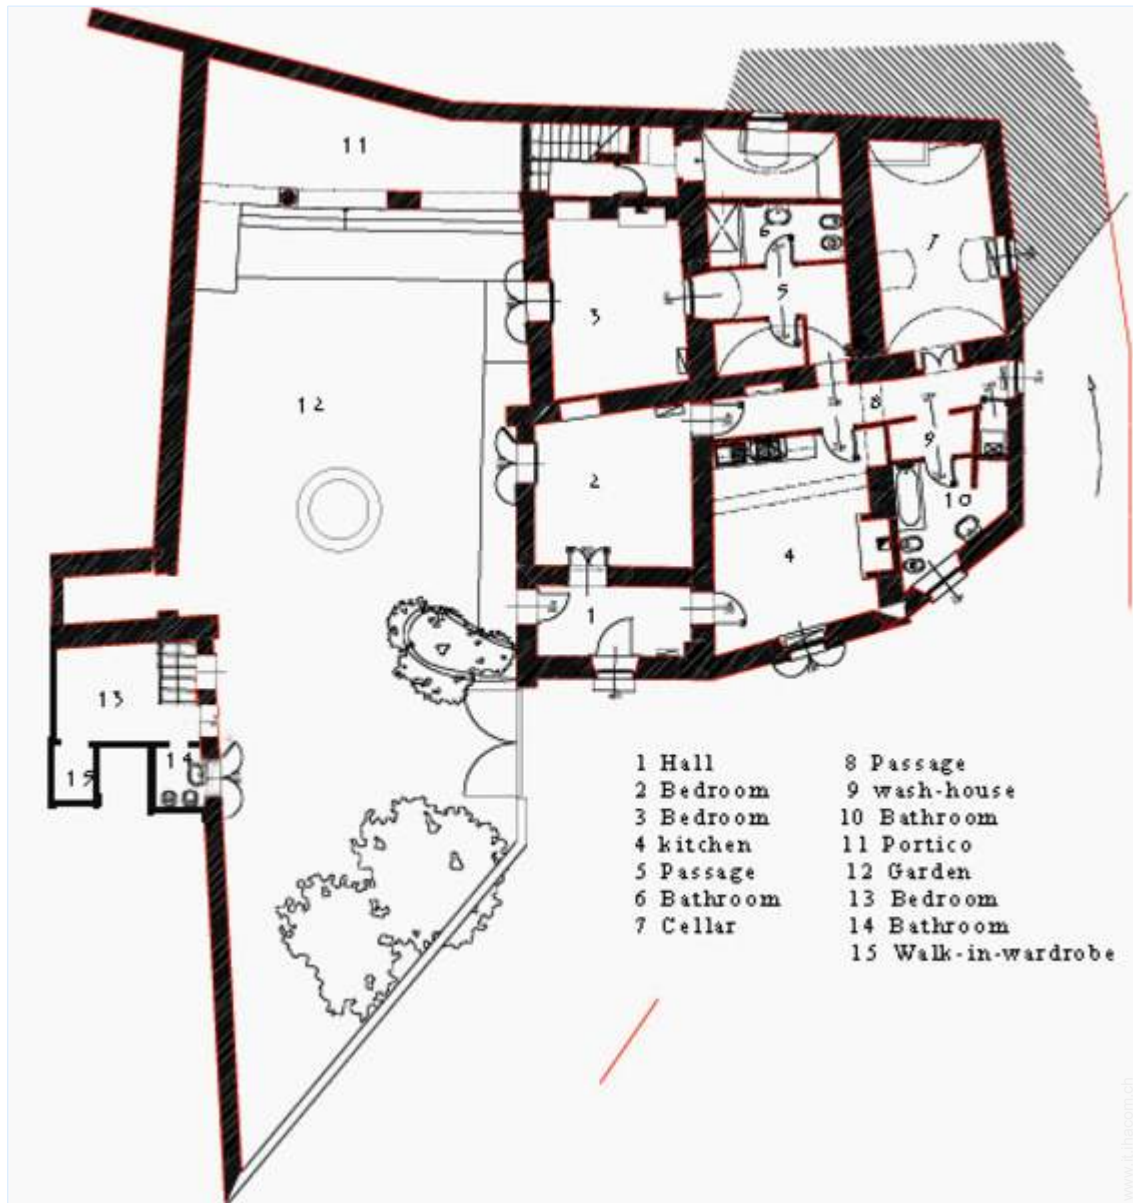 11
6
7
5
3
12
8
9
2
10
4
1
13
14
15
1 Hall
2 Bedroom
3 Bedroom
4 kitchen
5 Passage
6 Bathroom
7 Cellar
8 Passage
9 wash-house
10 Bathroom
11 Portico
12 Garden
13 Bedroom
14 Bathroom
15 Walk-in-wardrobe